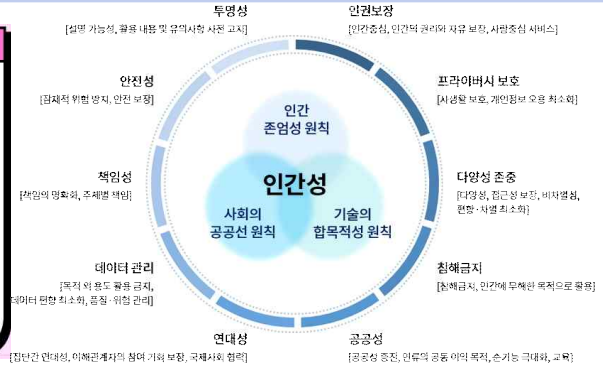 투명성
[설명 가능성, 활용 내용 및 유의사항 사전 고지]
인권보장
[인간중심, 인간의 권리와 자유 보장, 사람중심 서비스]
안전성
[잠재적 위험 방지, 안전 보장]
프라이버시 보호
[사생활 보호, 개인정보 오용 최소화]
책임성
[책임의 명확화, 주체별 책임]
다양성 존중
[다양성, 접근성 보장, 비차별성,
편향·차별 최소화]
인간
존엄성 원칙
인간성
사회의
공공선 원칙
기술의
합목적성 원칙
데이터 관리
[목적 외 용도 활용 금지,
데이터 편향 최소화, 품질·위험 관리]
침해금지
[침해금지, 인간에 무해한 목적으로 활용]
연대성
[집단간 연대성, 이해관계자의 참여 기회 보장, 국제사회 협력]
공공성
[공공성 증진, 인류의 공동 이익 목적, 순기능 극대화, 교육]